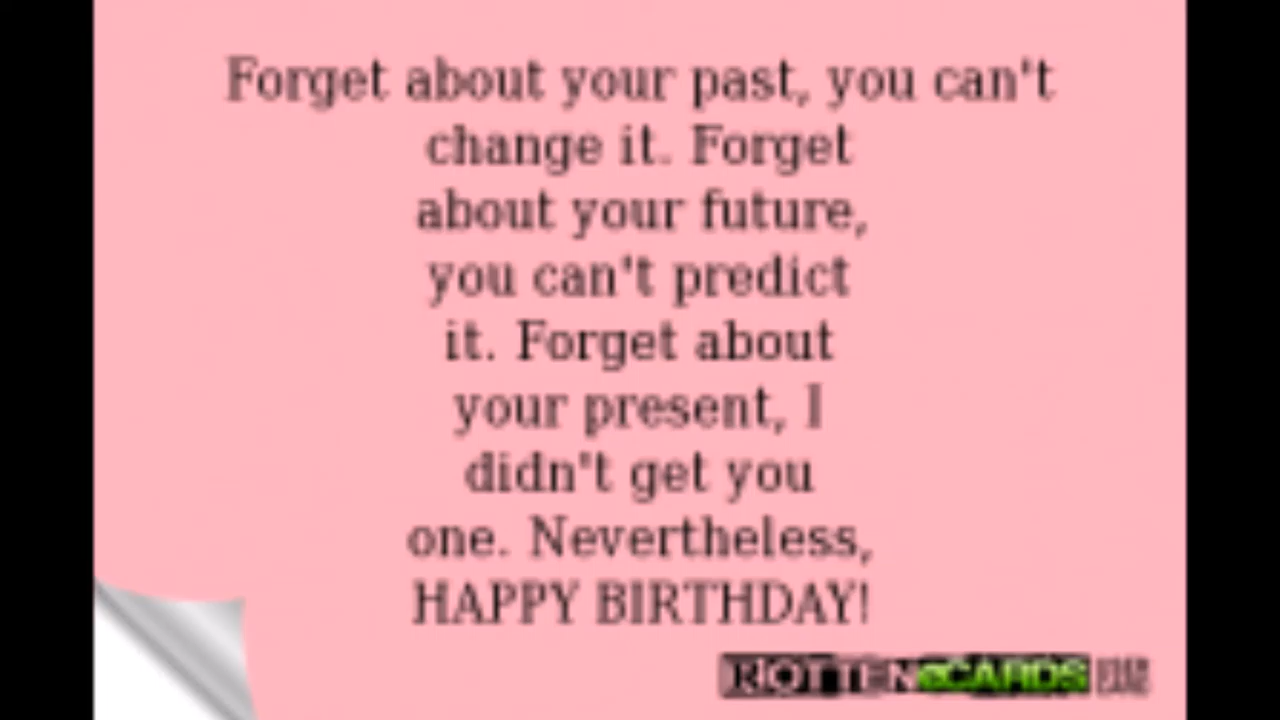 Forget about your past, you can't
change it. Forget
about your future,
you can't predict
it. Forget about
your present, I
didn't get you
one. Nevertheless,
HAPPY BIRTHDAY!
ROTTENeCARDS